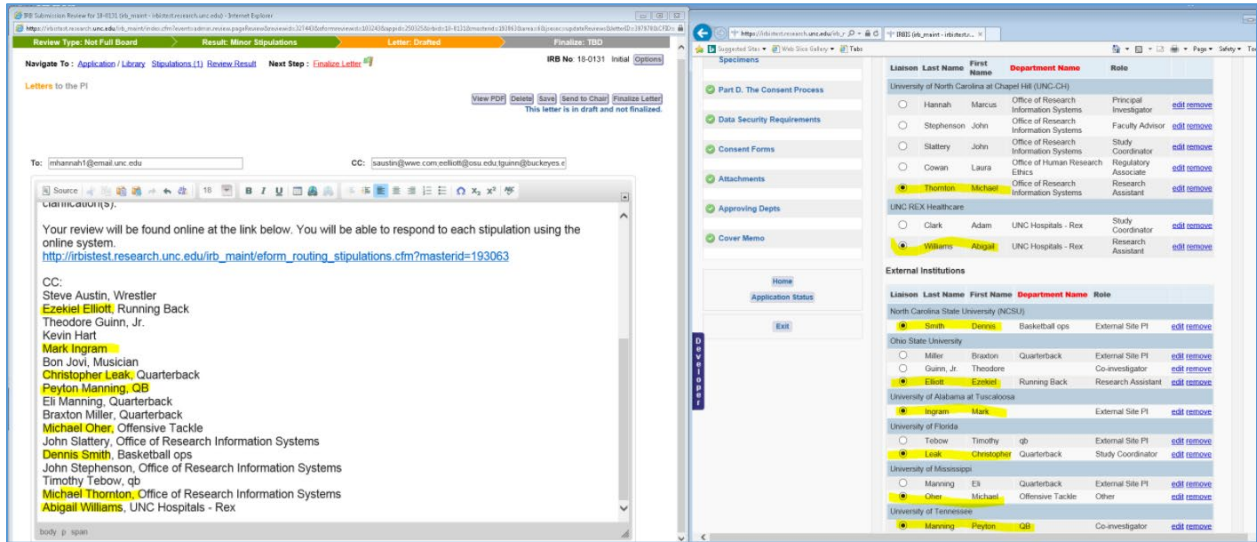 IRB Submission Review for 18-0131 (irb_maint - irbistest.research.unc.edu) - Internet Explorer
Review Type: Not Full Board Result: Minor Stipulations Letter: Drafted Finalize: TBD
Navigate To : Application / Library Stipulations (1) Review Result Next Step : Finalize Letter
IRB No: 18-0131 Initial Options
Letters to the PI
View PDF Delete Save Send to Chair Finalize Letter
This letter is in draft and not finalized.
To: mhannah1@email.unc.edu CC: saustin@wwe.com;eelliott@osu.edu;tguinn@buckeyes.e
Source 16 B I U
clarification(s).
Your review will be found online at the link below. You will be able to respond to each stipulation using the
online system.
http://irbistest.research.unc.edu/irb_maint/eform_routing_stipulations.cfm?masterid=193063
CC:
Steve Austin, Wrestler
Ezekiel Elliott, Running Back
Theodore Guinn, Jr.
Kevin Hart
Mark Ingram
Bon Jovi, Musician
Christopher Leak, Quarterback
Peyton Manning, QB
Eli Manning, Quarterback
Braxton Miller, Quarterback
Michael Oher, Offensive Tackle
John Slattery, Office of Research Information Systems
Dennis Smith, Basketball ops
John Stephenson, Office of Research Information Systems
Timothy Tebow, qb
Michael Thornton, Office of Research Information Systems
Abigail Williams, UNC Hospitals - Rex
body p span
Suggested Sites Web Slice Gallery Tabs
Page Safety
Specimens
Part D. The Consent Process
Data Security Requirements
Consent Forms
Attachments
Approving Depts
Cover Memo
Home
Application Status
Exit
Developer
Liaison Last Name First Name Department Name Role
University of North Carolina at Chapel Hill (UNC-CH)
Hannah Marcus Office of Research Information Systems Principal Investigator edit remove
Stephenson John Office of Research Information Systems Faculty Advisor edit remove
Slattery John Office of Research Information Systems Study Coordinator edit remove
Cowan Laura Office of Human Research Ethics Regulatory Associate edit remove
Thornton Michael Office of Research Information Systems Research Assistant edit remove
UNC REX Healthcare
Clark Adam UNC Hospitals - Rex Study Coordinator edit remove
Williams Abigail UNC Hospitals - Rex Research Assistant edit remove
External Institutions
Liaison Last Name First Name Department Name Role
North Carolina State University (NCSU)
Smith Dennis Basketball ops External Site PI edit remove
Ohio State University
Miller Braxton Quarterback External Site PI edit remove
Guinn, Jr. Theodore Co-investigator edit remove
Elliott Ezekiel Running Back Research Assistant edit remove
University of Alabama at Tuscaloosa
Ingram Mark External Site PI edit remove
University of Florida
Tebow Timothy qb External Site PI edit remove
Leak Christopher Quarterback Study Coordinator edit remove
University of Mississippi
Manning Eli Quarterback External Site PI edit remove
Oher Michael Offensive Tackle Other edit remove
University of Tennessee
Manning Peyton QB Co-investigator edit remove